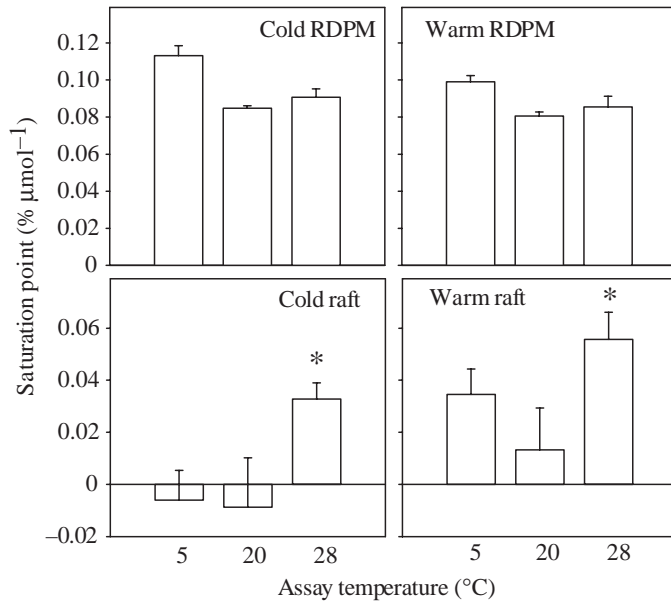 Saturation point (% μmol−1)
Cold RDPM
Warm RDPM
0.12
0.10
0.08
0.06
0.04
0.02
0
Cold raft
Warm raft
0.06
0.04
0.02
0
–0.02
*
*
5 20 28
5 20 28
Assay temperature (°C)